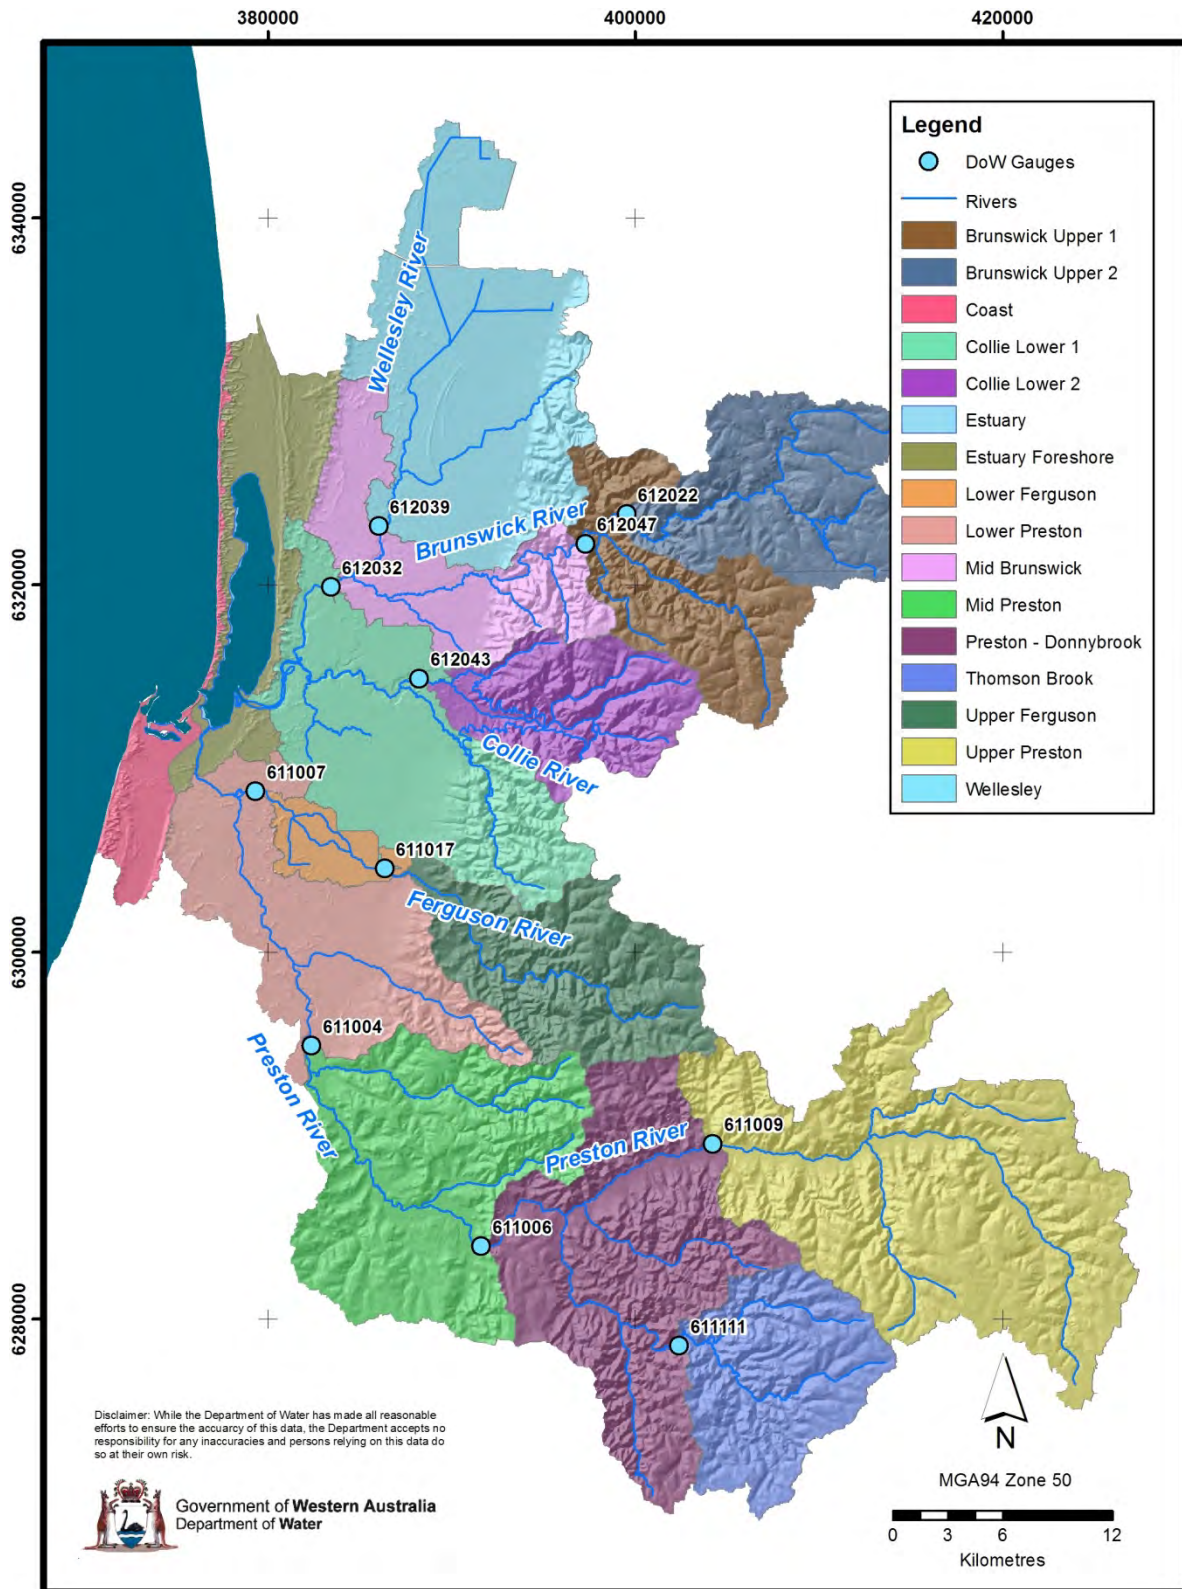 380000
400000
420000
6340000
6320000
6300000
6280000
Legend
DoW Gauges
Rivers
Brunswick Upper 1
Brunswick Upper 2
Coast
Collie Lower 1
Collie Lower 2
Estuary
Estuary Foreshore
Lower Ferguson
Lower Preston
Mid Brunswick
Mid Preston
Preston - Donnybrook
Thomson Brook
Upper Ferguson
Upper Preston
Wellesley
Wellesley River
612039
Brunswick River
612022
612047
612032
612043
Collie River
611007
611017
Ferguson River
611004
Preston River
Preston River
611009
611006
611111
Disclaimer: While the Department of Water has made all reasonable
efforts to ensure the accuarcy of this data, the Department accepts no
responsibility for any inaccuracies and persons relying on this data do
so at their own risk.
Government of Western Australia
Department of Water
N
MGA94 Zone 50
0 3 6 12
Kilometres